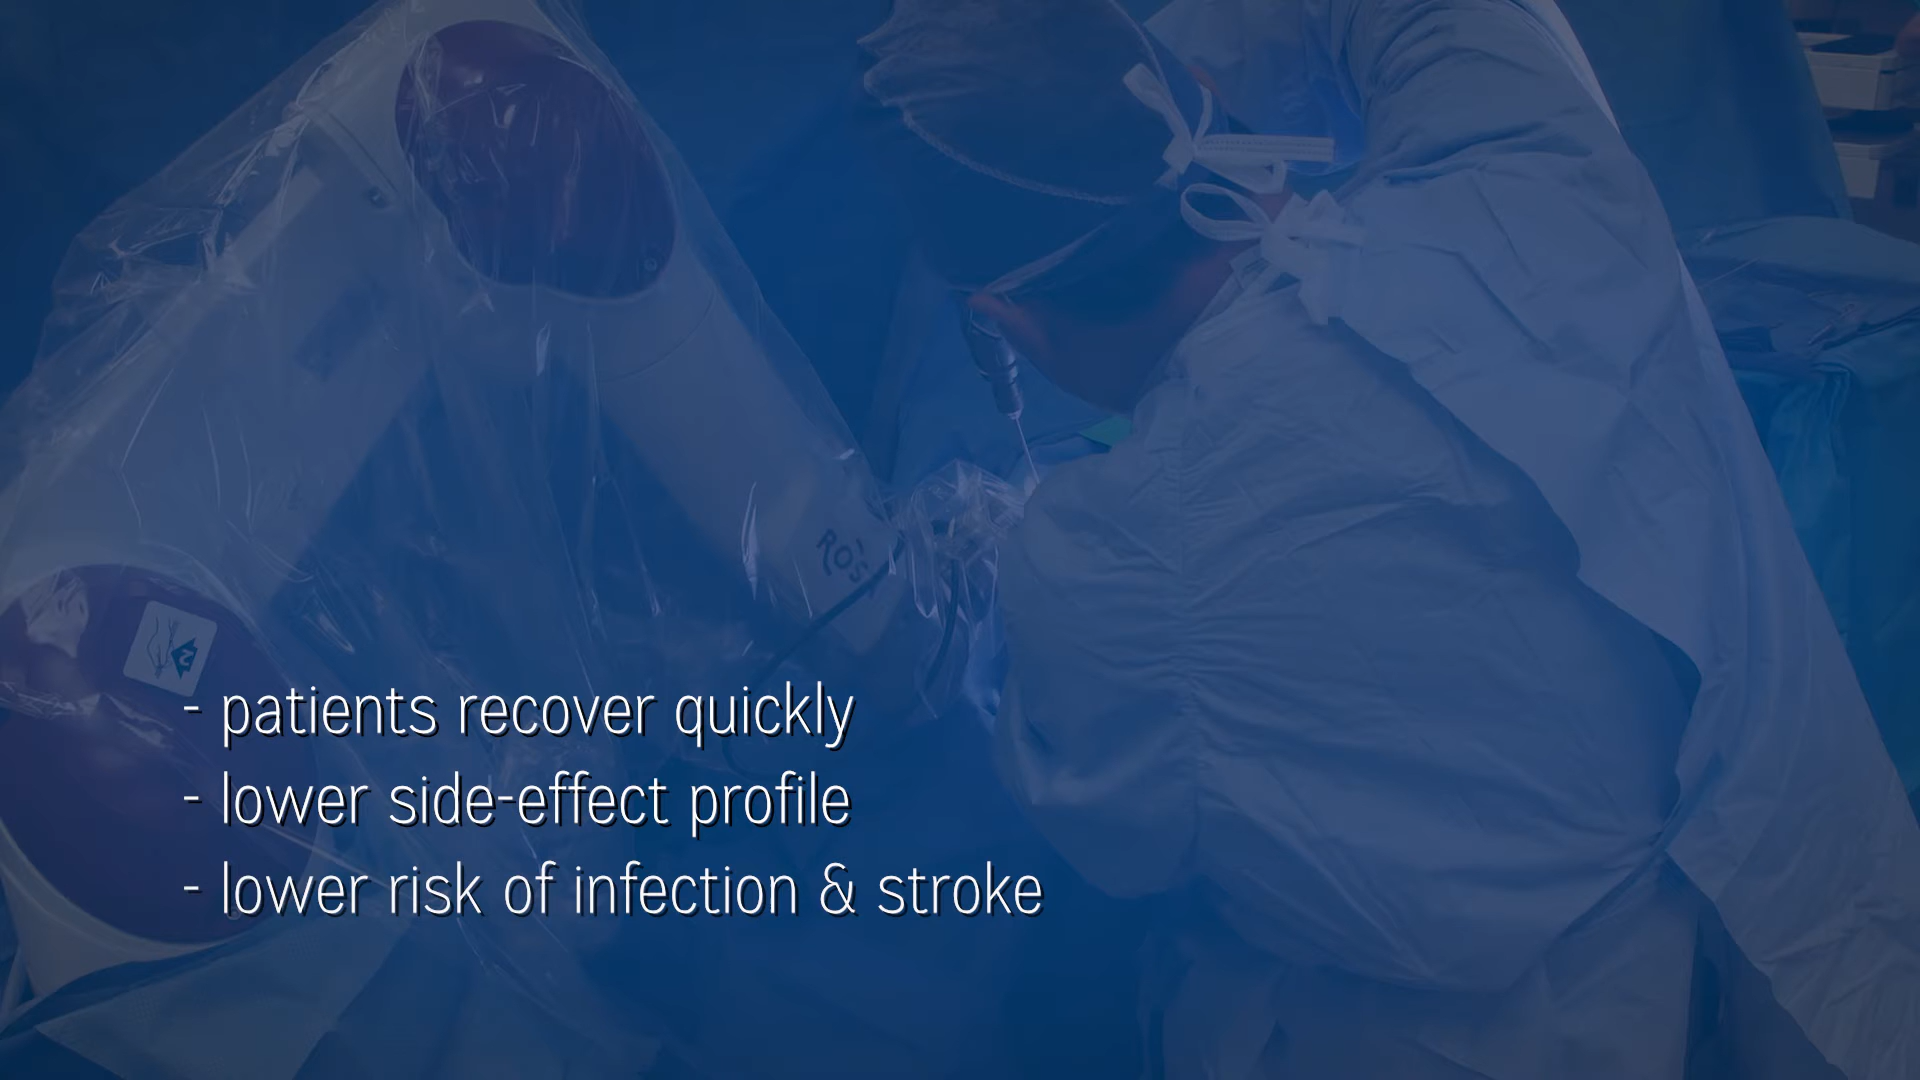 - patients recover quickly
- lower side-effect profile
- lower risk of infection & stroke